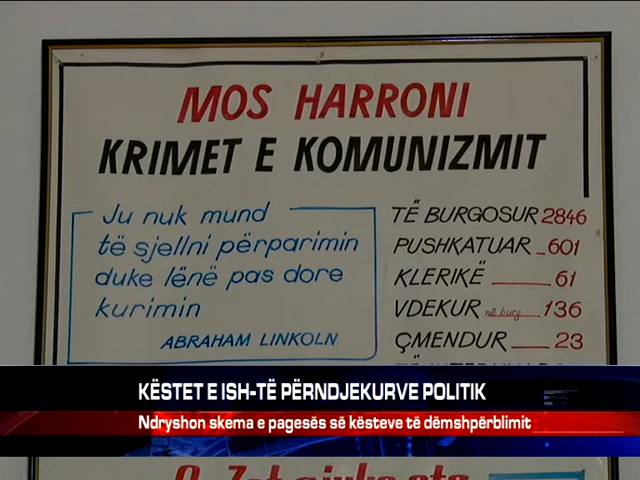 MOS HARRONI
KRIMET E KOMUNIZMIT
Ju nuk mund
të sjellni përparimin
duke lënë pas dore
kurimin
ABRAHAM LINKOLN
TË BURGOSUR 2846
PUSHKATUAR 601
KLERIKË 61
VDEKUR në burg 136
ÇMENDUR 23
KËSTET E ISH-TË PËRNDJEKURVE POLITIK
Ndryshon skema e pagesës së kësteve të dëmshpërblimit